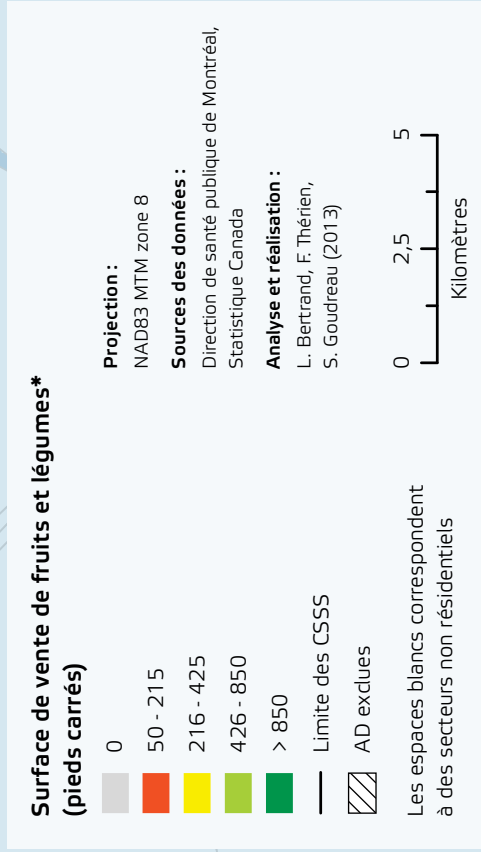 Surface de vente de fruits et légumes*
(pieds carrés)
0
50 - 215
216 - 425
426 - 850
> 850
Limite des CSSS
AD exclues
Les espaces blancs correspondent
à des secteurs non résidentiels
Projection :
NAD83 MTM zone 8
Sources des données :
Direction de santé publique de Montréal,
Statistique Canada
Analyse et réalisation :
L. Bertrand, F. Thérien,
S. Goudreau (2013)
0 2,5 5
Kilomètres